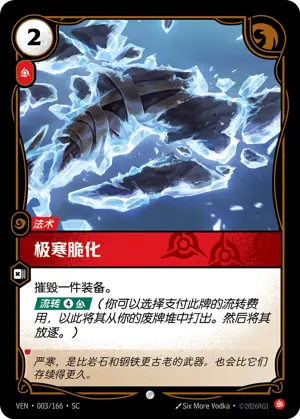 2
法术
极寒脆化
摧毁一件装备。
流转 4 （你可以选择支付此牌的流转费
用，以此将其从你的废牌堆中打出。然后将其
放逐。）
严寒，是比岩石和钢铁更古老的武器。也会比它们
存续得更久。
VEN • 003/166 • SC
Six More Vodka • ©2026RGI